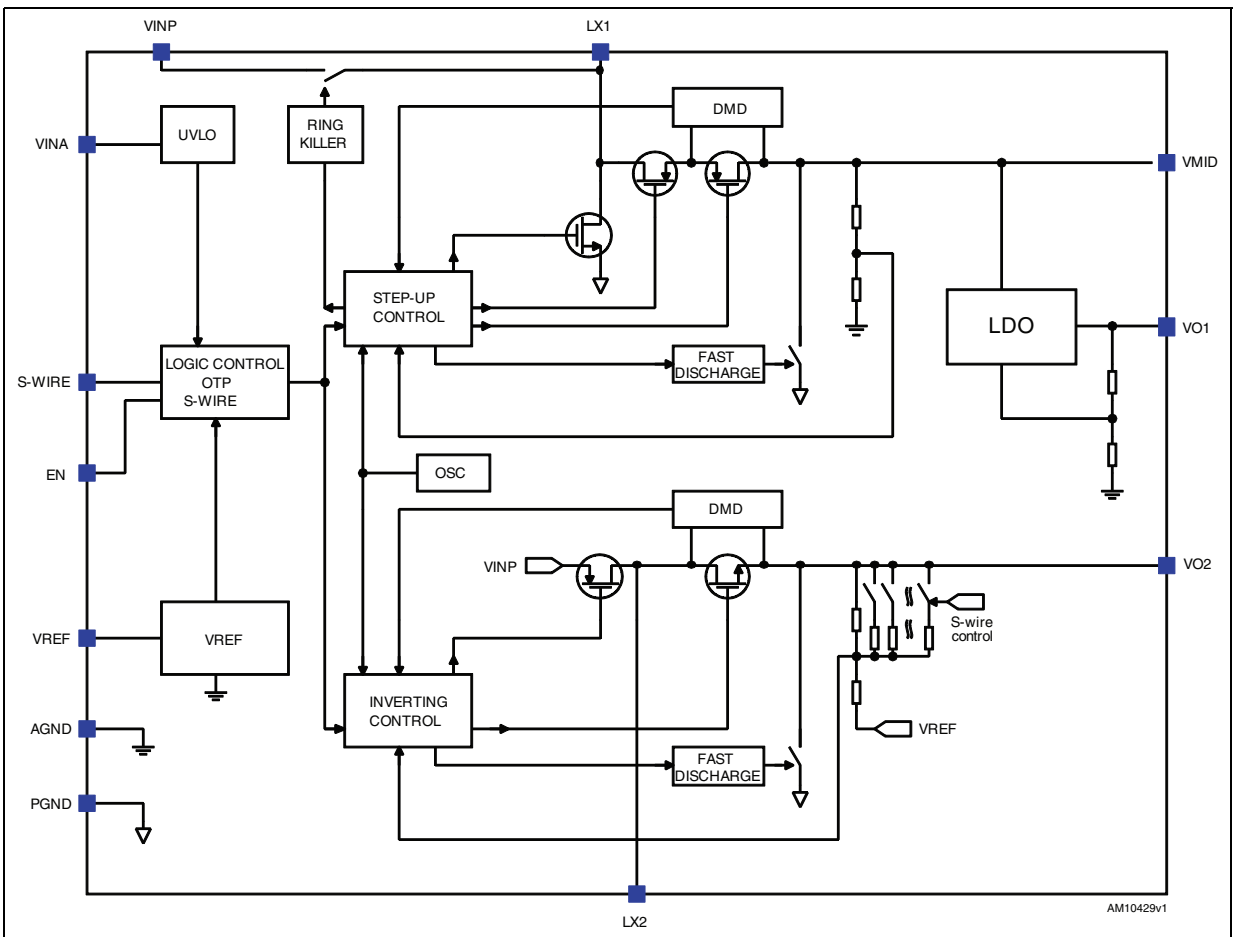 VINP
LX1
DMD
UVLO
RING
KILLER
VINA
VMID
STEP-UP
CONTROL
LDO
VO1
FAST
DISCHARGE
LOGIC CONTROL
OTP
S-WIRE
S-WIRE
EN
OSC
DMD
VINP
VO2
S-wire
control
VREF
VREF
INVERTING
CONTROL
VREF
AGND
FAST
DISCHARGE
PGND
LX2
AM10429v1